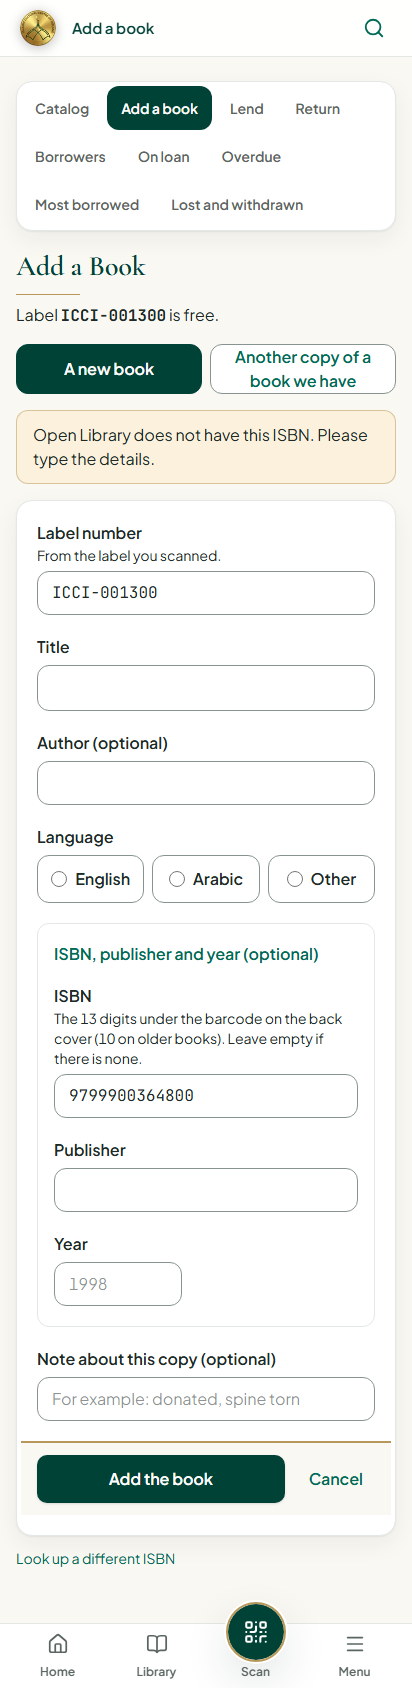 Add a book
Catalog
Add a book
Lend
Return
Borrowers
On loan
Overdue
Most borrowed
Lost and withdrawn
Add a Book
Label ICCI-001300 is free.
A new book
Another copy of a
book we have
Open Library does not have this ISBN. Please
type the details.
Label number
From the label you scanned.
ICCI-001300
Title
Author (optional)
Language
English
Arabic
Other
ISBN, publisher and year (optional)
ISBN
The 13 digits under the barcode on the back
cover (10 on older books). Leave empty if
there is none.
9799900364800
Publisher
Year
1998
Note about this copy (optional)
For example: donated, spine torn
Add the book
Cancel
Look up a different ISBN
Home
Library
Scan
Menu